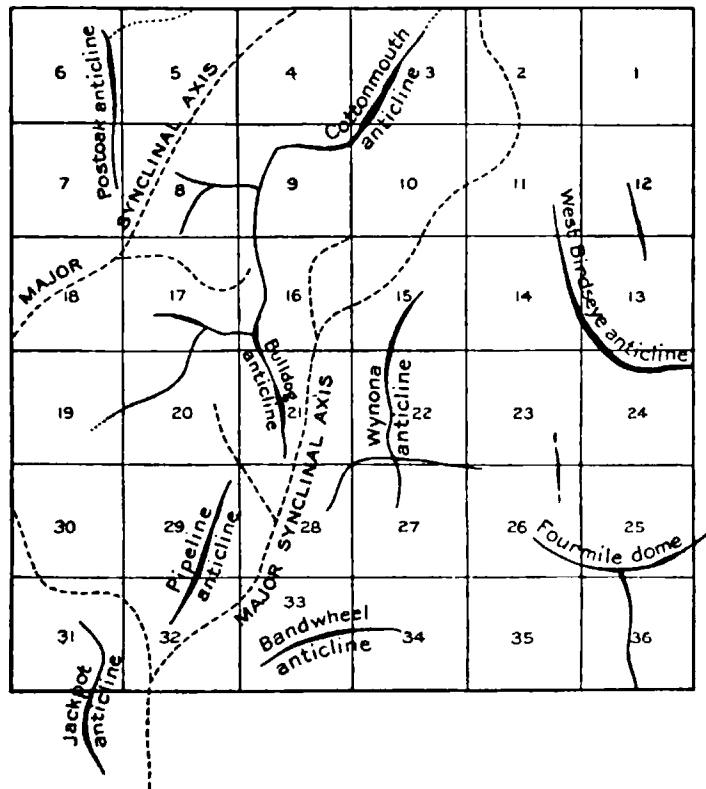 6 5 4 3 2 1
Postoak anticline
MAJOR SYNCLINAL AXIS
Cottonmouth
anticline
7 8 9 10 11 12
West Birdseye anticline
18 17 16 15 14 13
Bulldog
anticline
Wynona
anticline
19 20 21 22 23 24
MAJOR SYNCLINAL AXIS
30 29 28 27 26 25
Pipeline
anticline
Fourmile dome
31 32 33 34 35 36
Bandwheel
anticline
Jackpot
anticline